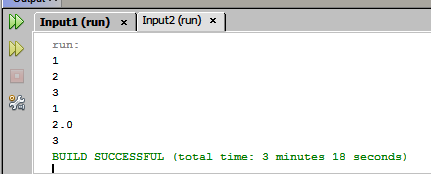 Output
Input1 (run) × Input2 (run) ×
run:
1
2
3
1
2.0
3
BUILD SUCCESSFUL (total time: 3 minutes 18 seconds)